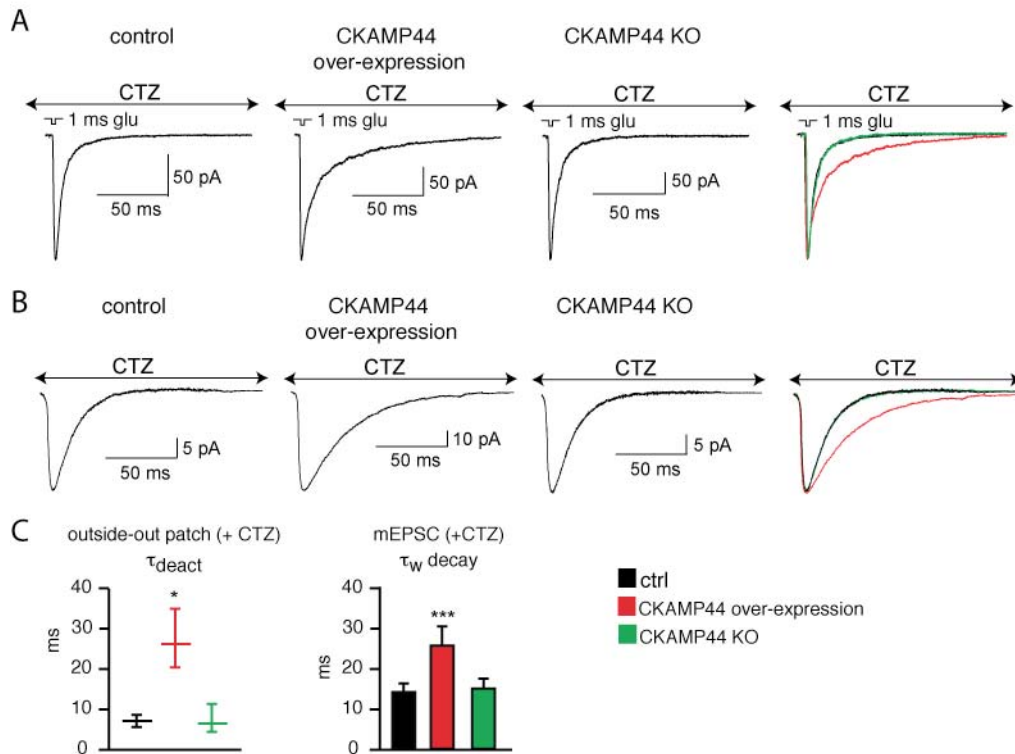 A
control
CKAMP44
over-expression
CKAMP44 KO
CTZ
CTZ
CTZ
CTZ
1 ms glu
1 ms glu
1 ms glu
1 ms glu
50 pA
50 ms
50 pA
50 ms
50 pA
50 ms
B
control
CKAMP44
over-expression
CKAMP44 KO
CTZ
CTZ
CTZ
CTZ
5 pA
50 ms
10 pA
50 ms
5 pA
50 ms
C
outside-out patch (+ CTZ)
τdeact
ms
40
30
20
10
0
*
mEPSC (+CTZ)
τw decay
ms
40
30
20
10
0
***
ctrl
CKAMP44 over-expression
CKAMP44 KO